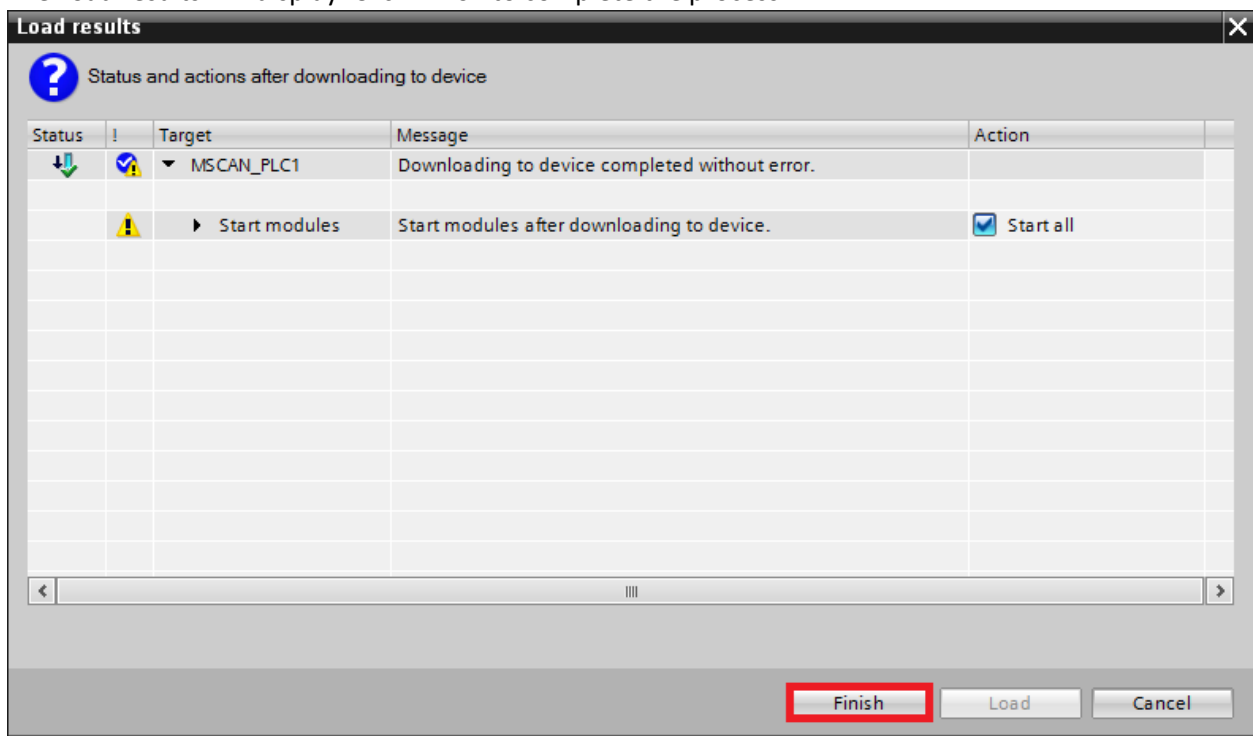 Load results
Status and actions after downloading to device
Status ! Target Message Action
MSCAN_PLC1 Downloading to device completed without error.
Start modules Start modules after downloading to device. Start all
Finish Load Cancel